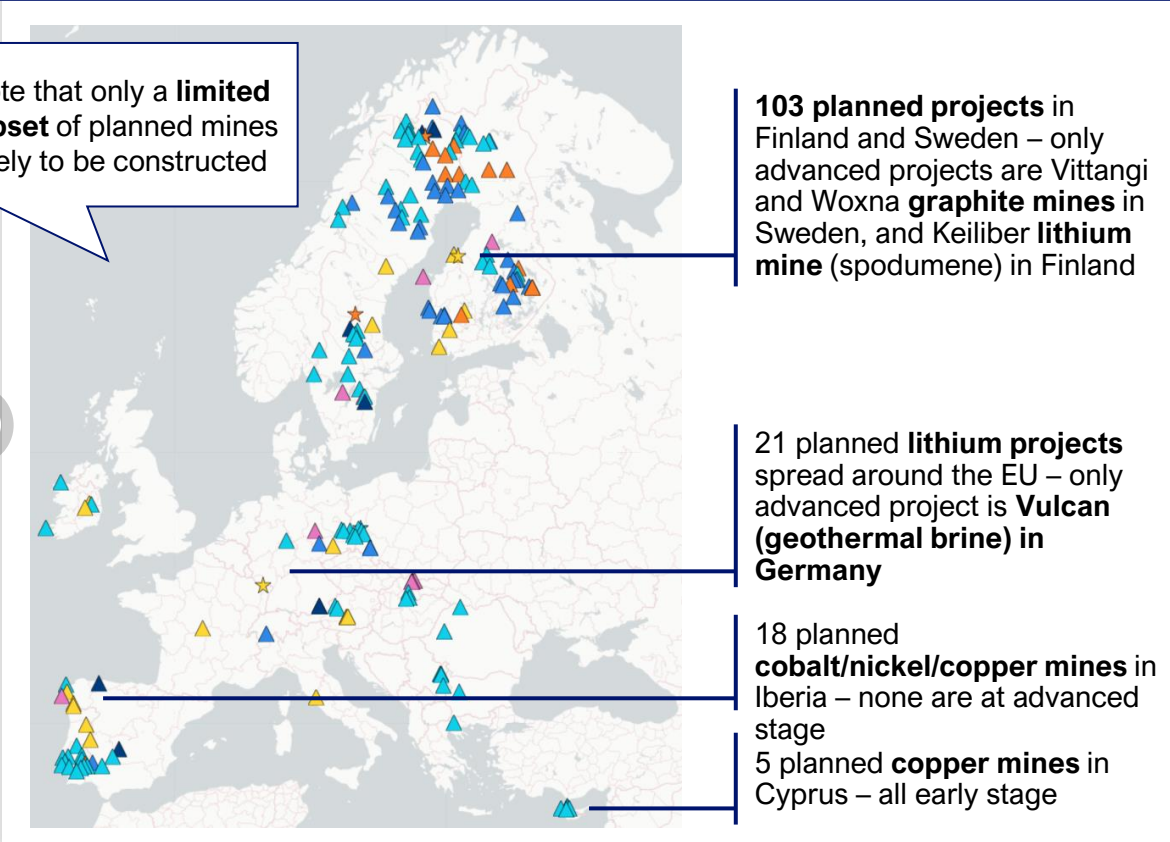 te that only a limited
bset of planned mines
ely to be constructed
103 planned projects in
Finland and Sweden – only
advanced projects are Vittangi
and Woxna graphite mines in
Sweden, and Keiliber lithium
mine (spodumene) in Finland
21 planned lithium projects
spread around the EU – only
advanced project is Vulcan
(geothermal brine) in
Germany
18 planned
cobalt/nickel/copper mines in
Iberia – none are at advanced
stage
5 planned copper mines in
Cyprus – all early stage